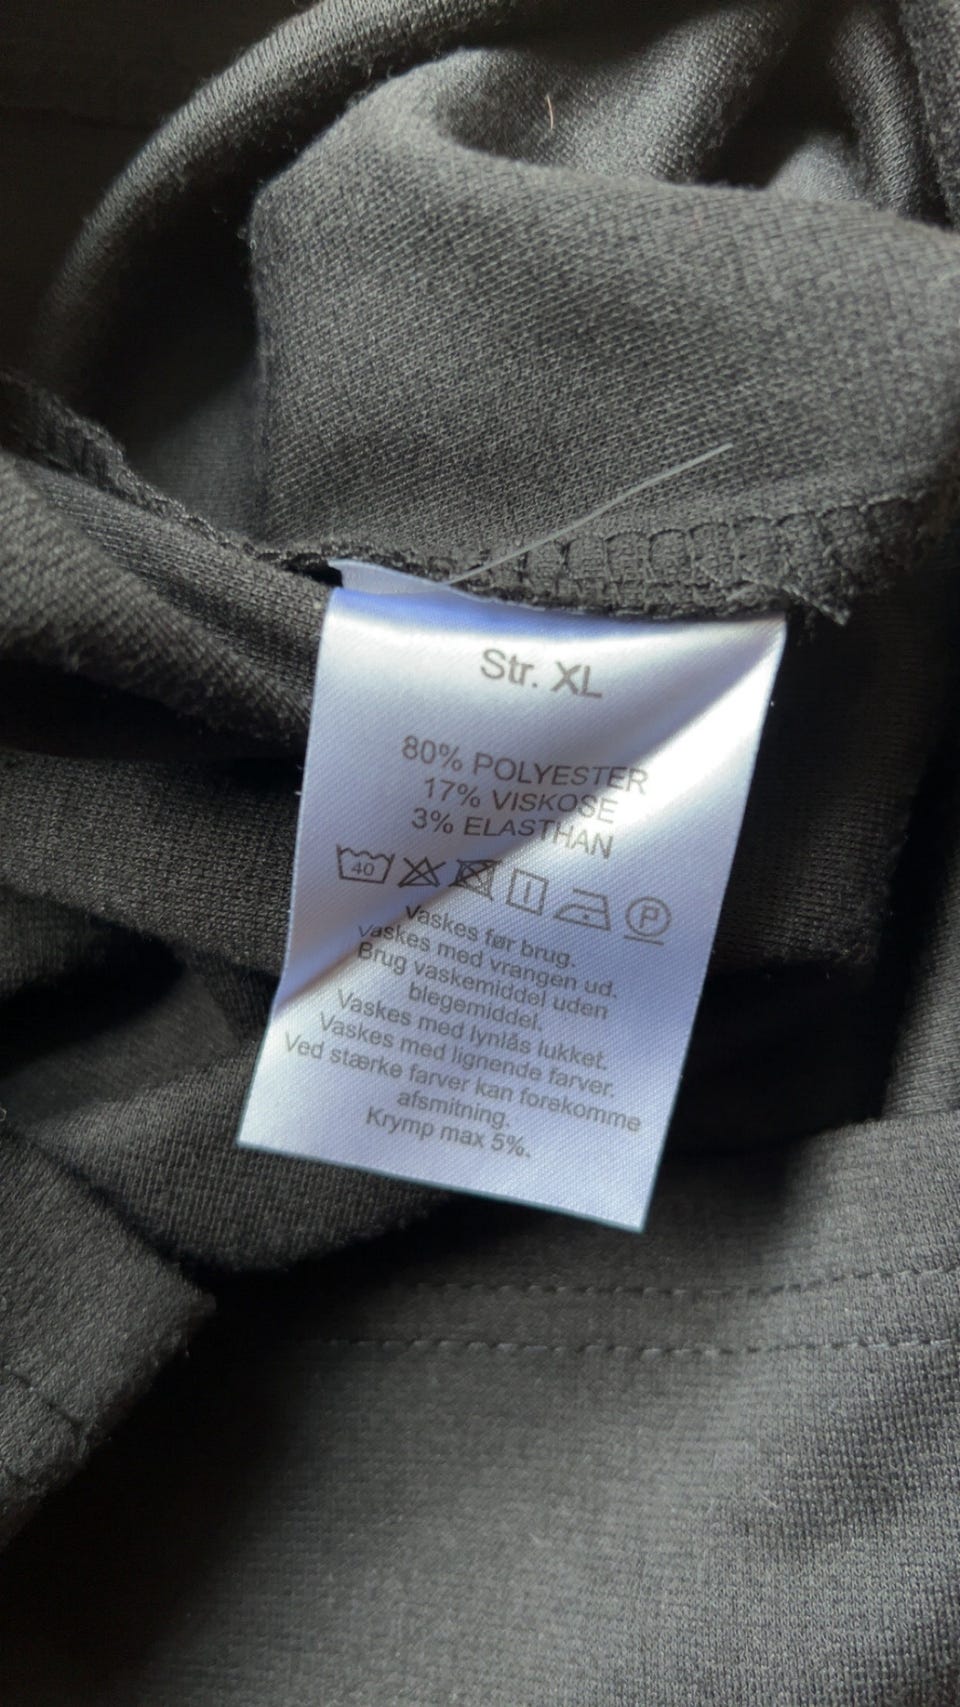 Str. XL
80% POLYESTER
17% VISKOSE
3% ELASTHAN
40 P
Vaskes før brug.
Vaskes med vrangen ud.
Brug vaskemiddel uden
blegemiddel.
Vaskes med lynlås lukket.
Vaskes med lignende farver.
Ved stærke farver kan forekomme
afsmitning.
Krymp max 5%.